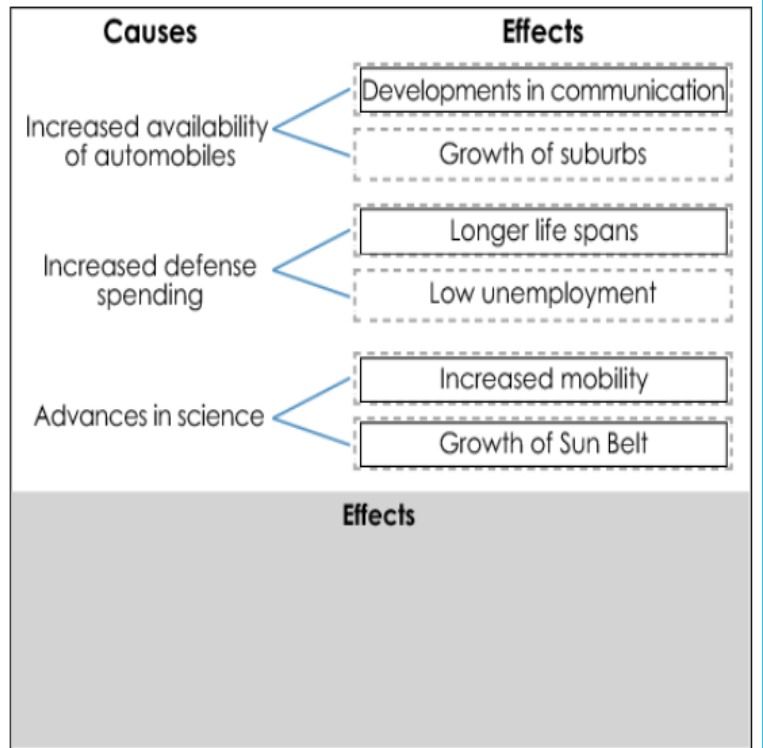 Causes
Effects
Increased availability
of automobiles
Developments in communication
Growth of suburbs
Increased defense
spending
Longer life spans
Low unemployment
Advances in science
Increased mobility
Growth of Sun Belt
Effects